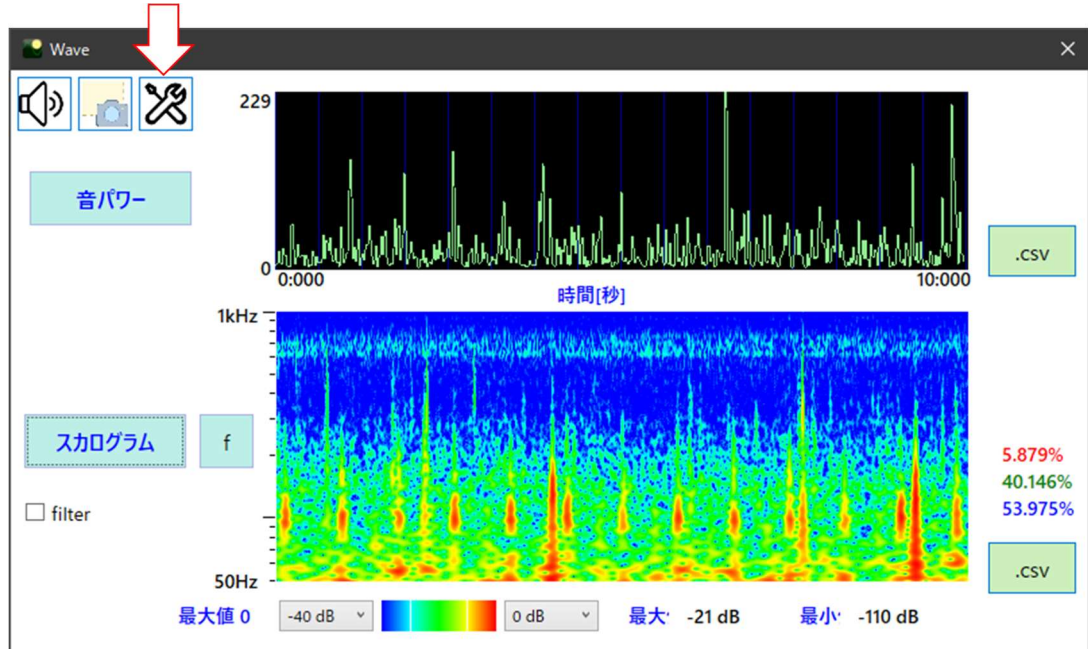 Wave
229
音パワー
.csv
0
0:000
10:000
時間[秒]
1kHz
スカログラム
f
5.879%
40.146%
53.975%
filter
50Hz
.csv
最大値 0
-40 dB
0 dB
最大
-21 dB
最小
-110 dB